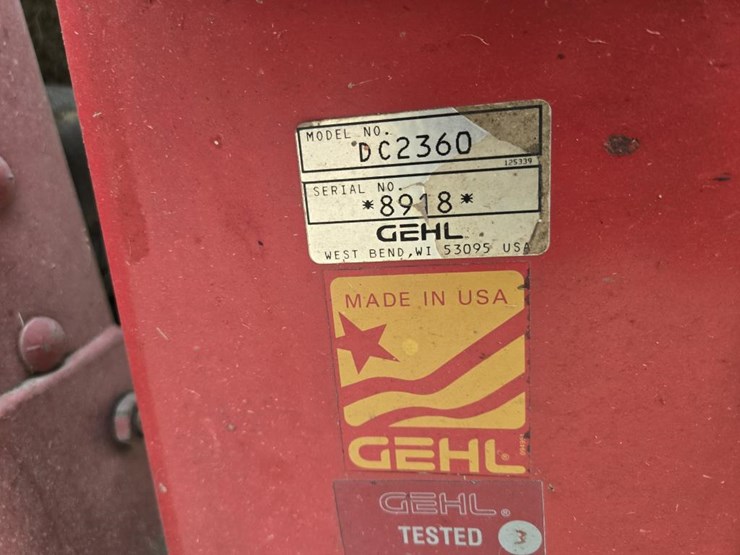 MODEL NO.
DC2360
125339
SERIAL NO.
*8918*
GEHL
WEST BEND, WI 53095 USA
MADE IN USA
GEHL
GEHL®
TESTED 3